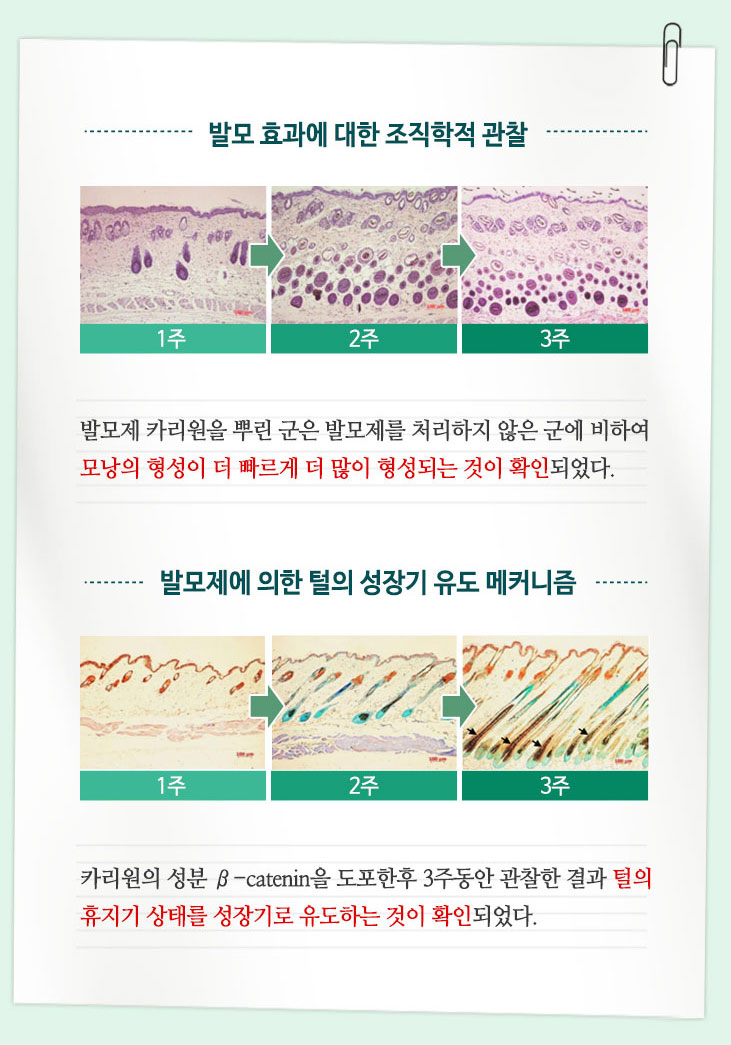 발모 효과에 대한 조직학적 관찰
1주
2주
3주
발모제 카리원을 뿌린 군은 발모제를 처리하지 않은 군에 비하여
모낭의 형성이 더 빠르게 더 많이 형성되는 것이 확인되었다.
발모제에 의한 털의 성장기 유도 메커니즘
1주
2주
3주
카리원의 성분 β-catenin을 도포한후 3주동안 관찰한 결과 털의
휴지기 상태를 성장기로 유도하는 것이 확인되었다.